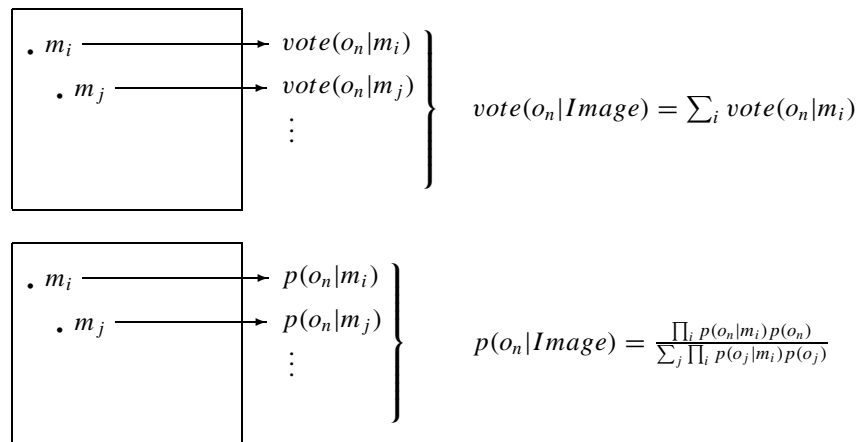 . m_i → vote(o_n|m_i)
. m_j → vote(o_n|m_j)
⋮
vote(o_n|Image) = ∑_i vote(o_n|m_i)
. m_i → p(o_n|m_i)
. m_j → p(o_n|m_j)
⋮
p(o_n|Image) = \frac{∏_i p(o_n|m_i)p(o_n)}{∑_j ∏_i p(o_j|m_i)p(o_j)}